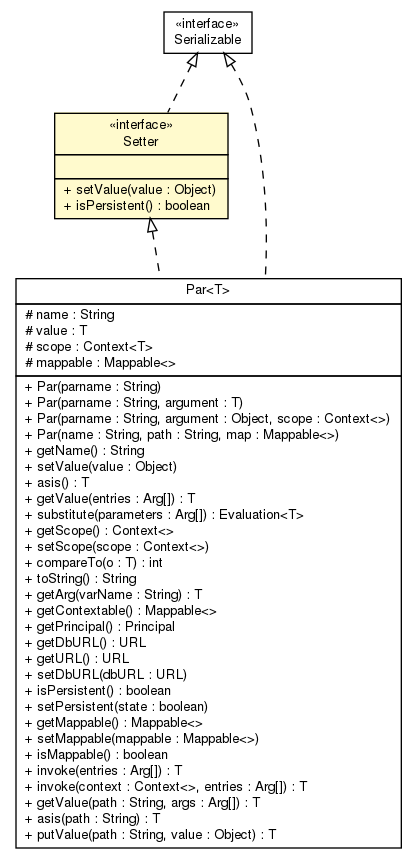 «interface»
Serializable
«interface»
Setter
+ setValue(value : Object)
+ isPersistent() : boolean
Par<T>
# name : String
# value : T
# scope : Context<T>
# mappable : Mappable<>
+ Par(parname : String)
+ Par(parname : String, argument : T)
+ Par(parname : String, argument : Object, scope : Context<>)
+ Par(name : String, path : String, map : Mappable<>)
+ getName() : String
+ setValue(value : Object)
+ asis() : T
+ getValue(entries : Arg[]) : T
+ substitute(parameters : Arg[]) : Evaluation<T>
+ getScope() : Context<>
+ setScope(scope : Context<>)
+ compareTo(o : T) : int
+ toString() : String
+ getArg(varName : String) : T
+ getContextable() : Mappable<>
+ getPrincipal() : Principal
+ getDbURL() : URL
+ getURL() : URL
+ setDbURL(dbURL : URL)
+ isPersistent() : boolean
+ setPersistent(state : boolean)
+ getMappable() : Mappable<>
+ setMappable(mappable : Mappable<>)
+ isMappable() : boolean
+ invoke(entries : Arg[]) : T
+ invoke(context : Context<>, entries : Arg[]) : T
+ getValue(path : String, args : Arg[]) : T
+ asis(path : String) : T
+ putValue(path : String, value : Object) : T